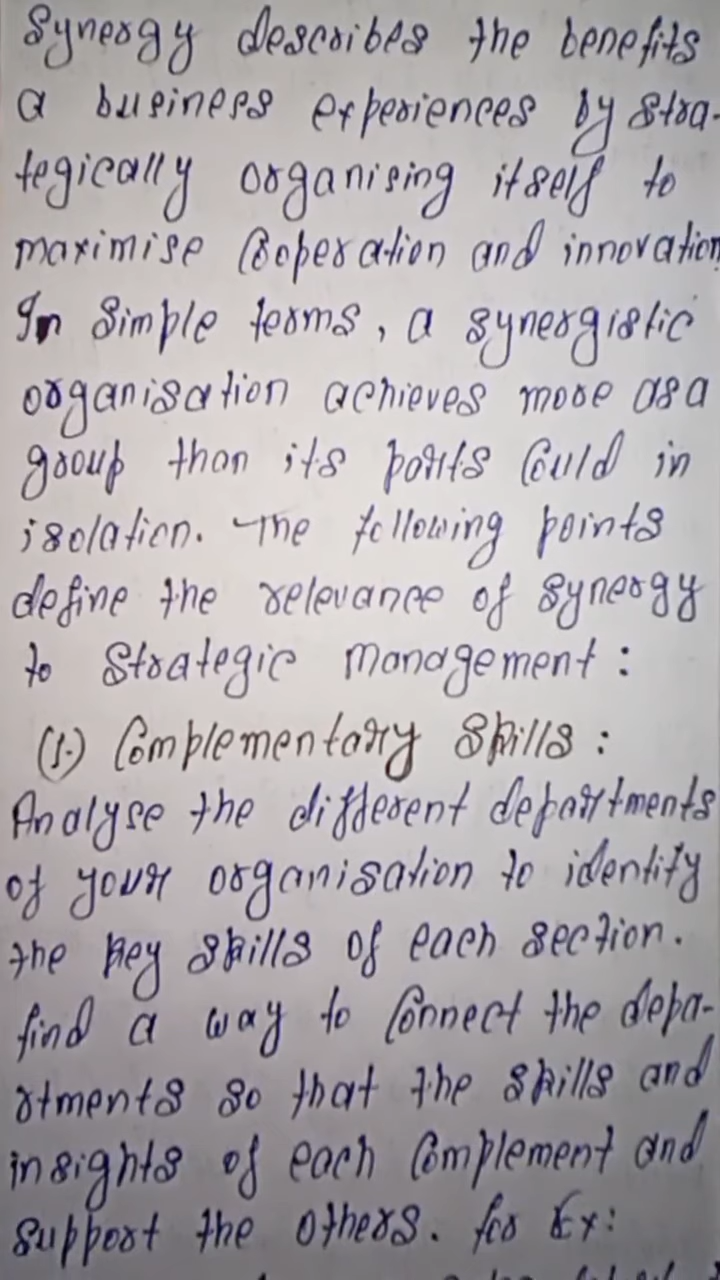 Synergy describes the benefits
a business experiences by stra-
tegically organising itself to
maximise Cooperation and innovation
In Simple terms, a synergistic
organisation achieves more as a
group than its parts Could in
isolation. The following points
define the relevance of synergy
to Strategic management :
(1.) Complementary Skills :
Analyse the different departments
of your organisation to identify
the key skills of each section.
find a way to Connect the depa-
rtments so that the skills and
insights of each Complement and
support the others. for Ex: